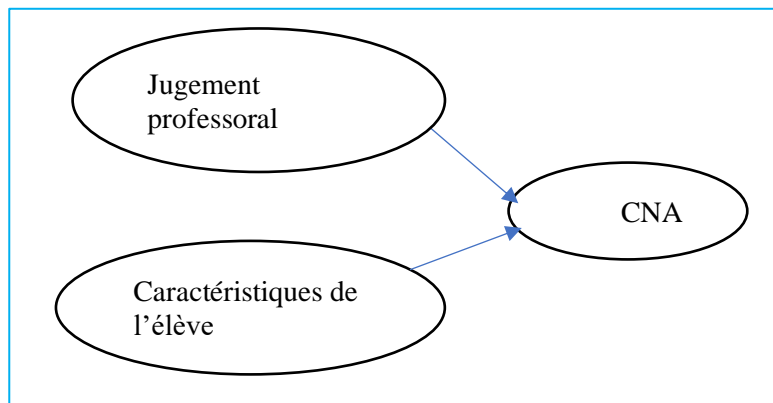 Jugement
professoral
CNA
Caractéristiques de
l’élève